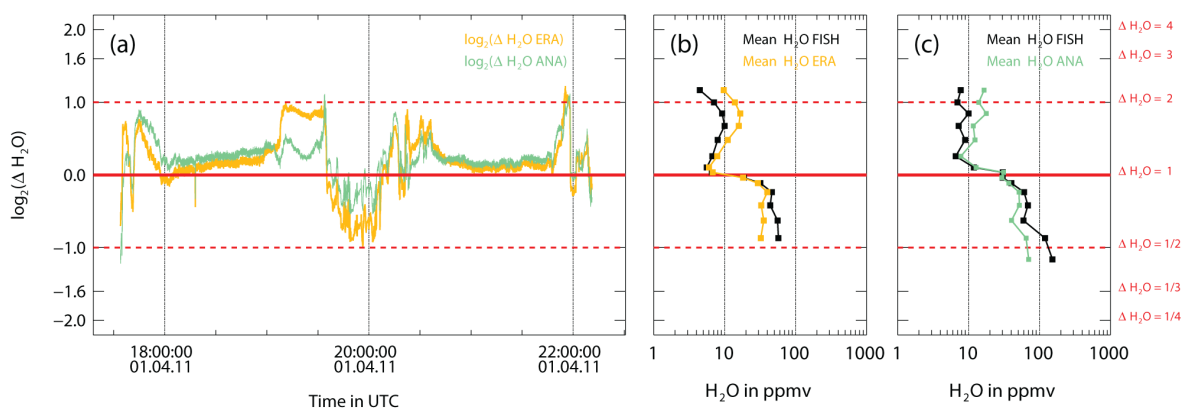 (a)
log₂(Δ H₂O ERA)
log₂(Δ H₂O ANA)
log₂(Δ H₂O)
2.0
1.6
1.0
0.0
-1.0
-1.6
-2.0
18:00:00
01.04.11
20:00:00
01.04.11
22:00:00
01.04.11
Time in UTC
(b)
Mean H₂O FISH
Mean H₂O ERA
1 10 100 1000
H₂O in ppmv
(c)
Mean H₂O FISH
Mean H₂O ANA
1 10 100 1000
H₂O in ppmv
Δ H₂O = 4
Δ H₂O = 3
Δ H₂O = 2
Δ H₂O = 1
Δ H₂O = 1/2
Δ H₂O = 1/3
Δ H₂O = 1/4